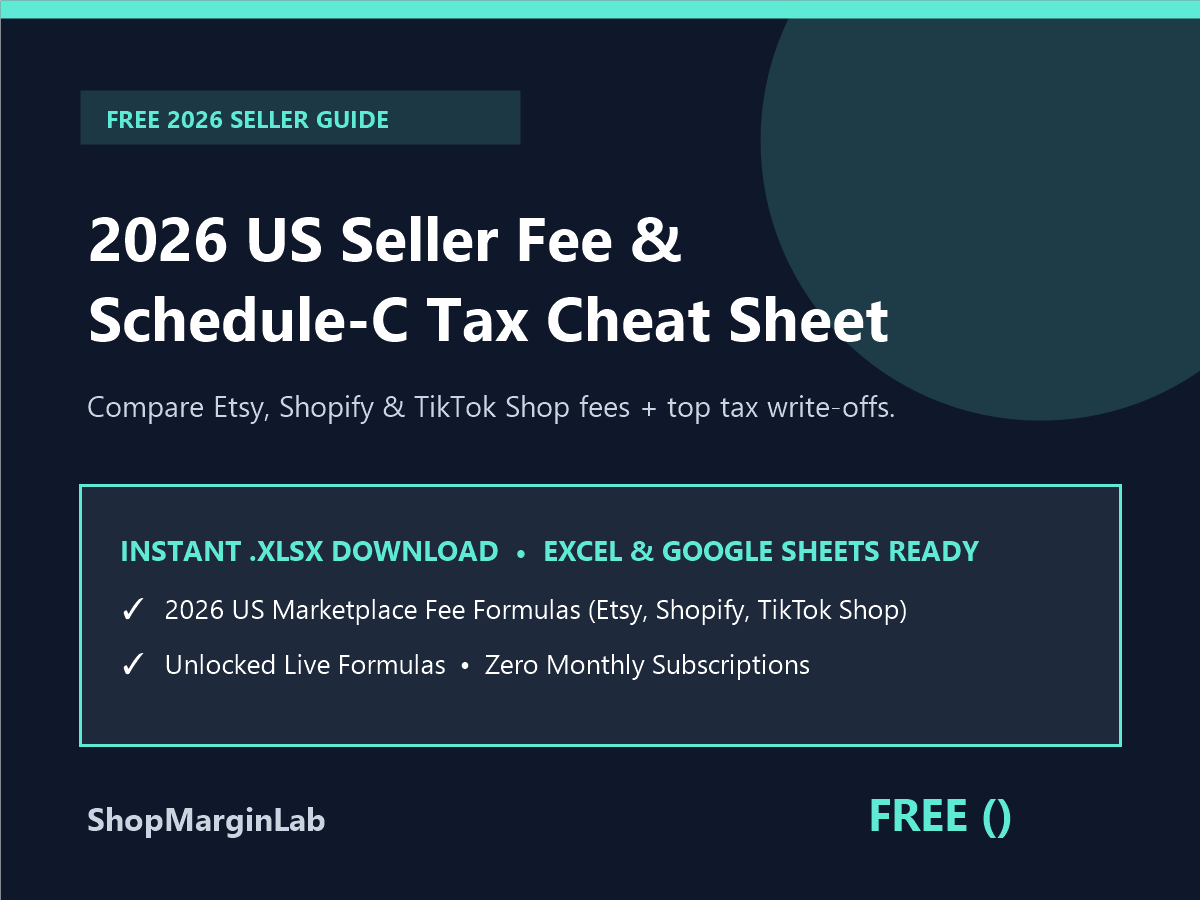 FREE 2026 SELLER GUIDE
2026 US Seller Fee &
Schedule-C Tax Cheat Sheet
Compare Etsy, Shopify & TikTok Shop fees + top tax write-offs.
INSTANT .XLSX DOWNLOAD • EXCEL & GOOGLE SHEETS READY
✓ 2026 US Marketplace Fee Formulas (Etsy, Shopify, TikTok Shop)
✓ Unlocked Live Formulas • Zero Monthly Subscriptions
ShopMarginLab
FREE ()